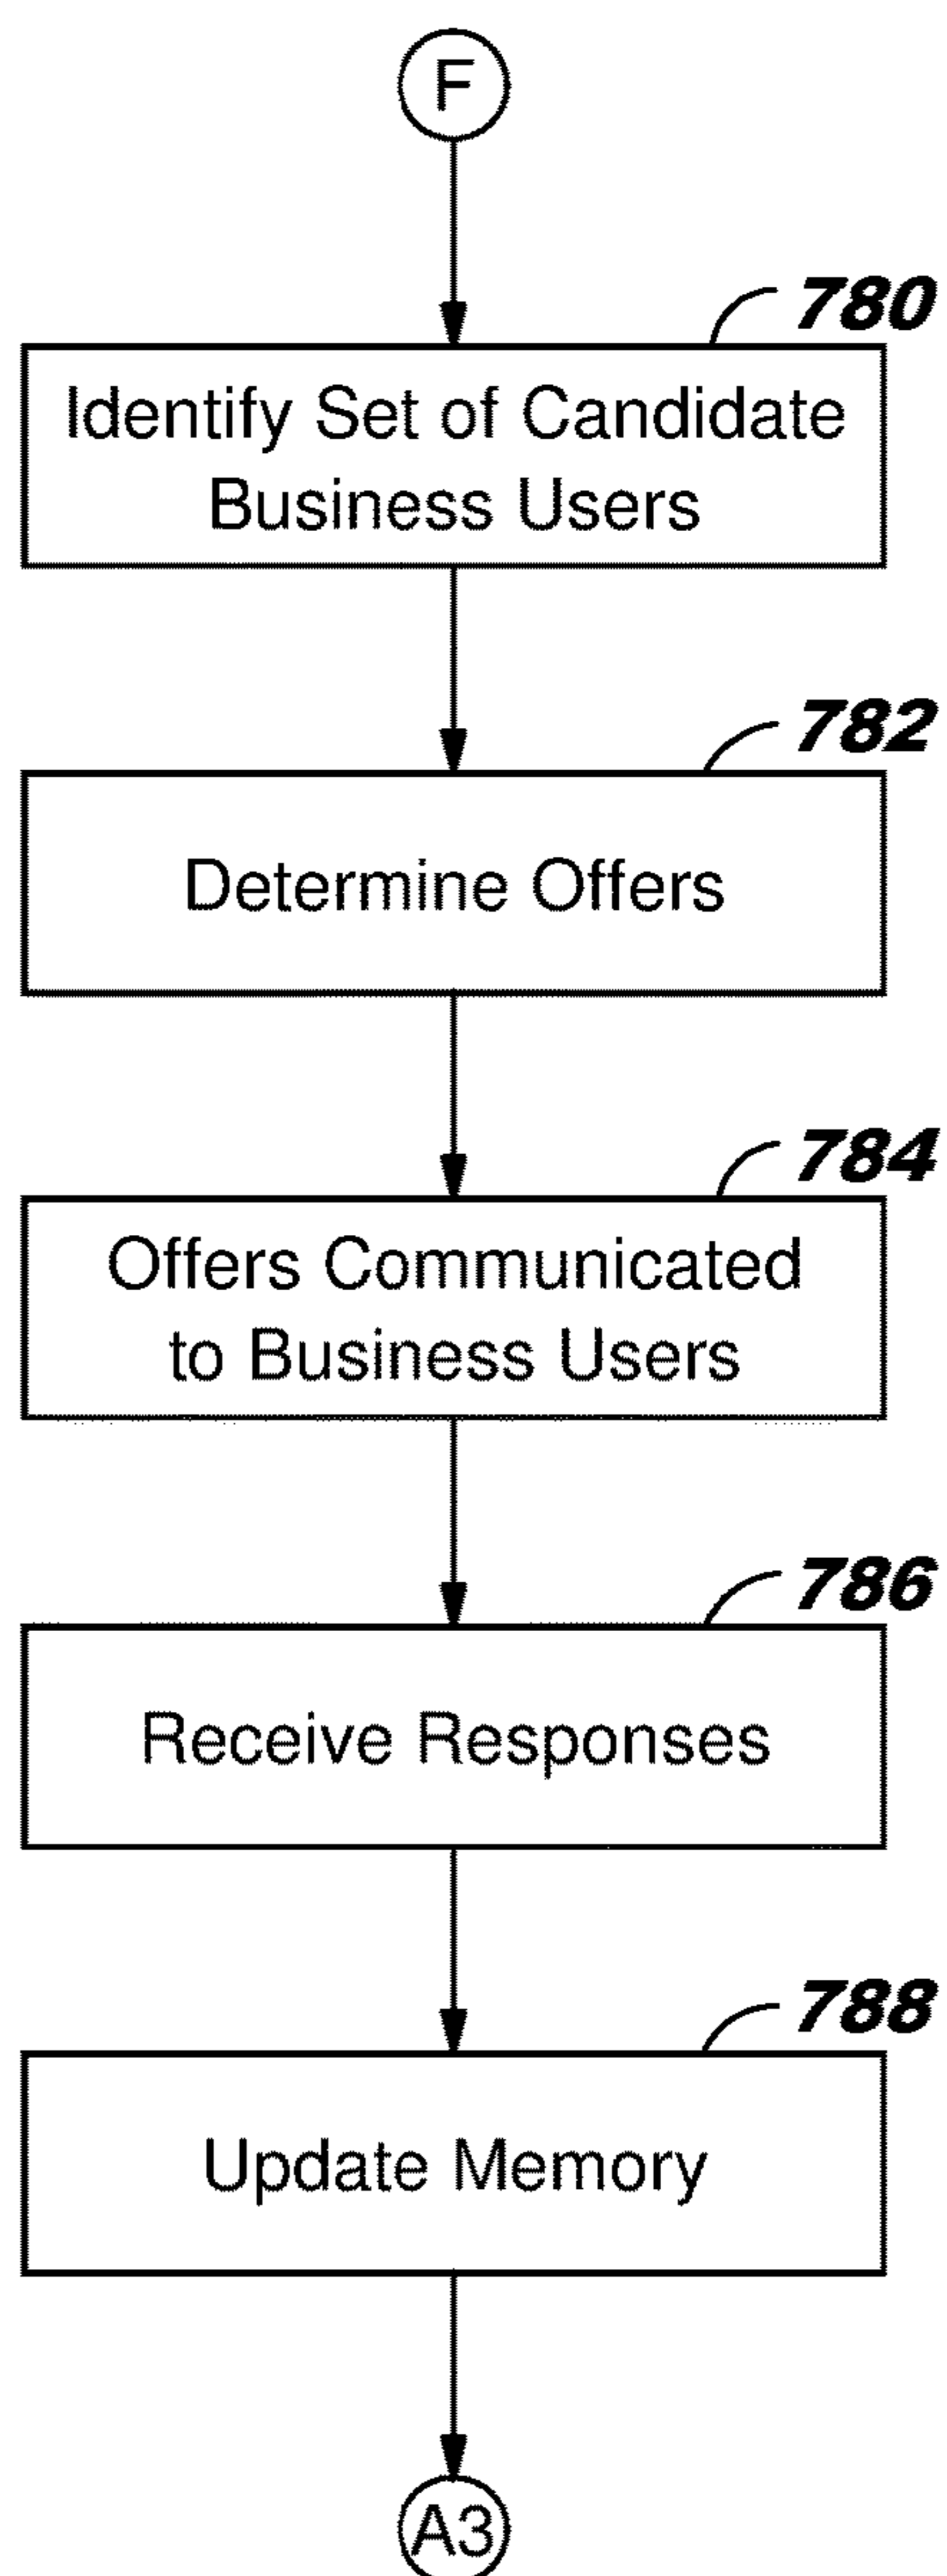 F
780
Identify Set of Candidate
Business Users
782
Determine Offers
784
Offers Communicated
to Business Users
786
Receive Responses
788
Update Memory
A3